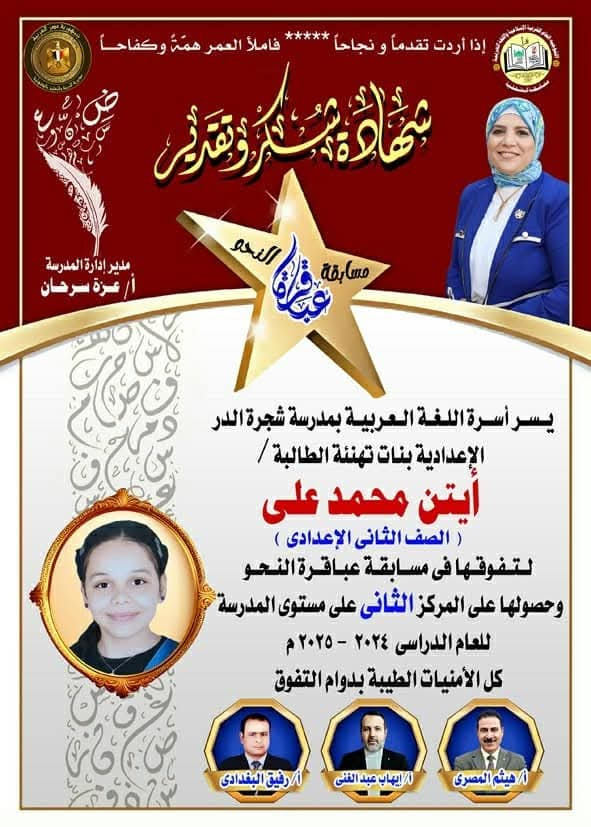 إذا أردت تقدماً و نجاحاً ***** فاملأ العمر همّةً وكفاحاً
شهادة شكر وتقدير
مسابقة عباقرة النحو
مدير إدارة المدرسة
أ/ عزة سرحان
يسر أسرة اللغة العربية بمدرسة شجرة الدر
الإعدادية بنات تهنئة الطالبة /
أيتن محمد على
( الصف الثانى الإعدادى )
لتفوقها فى مسابقة عباقرة النحو
وحصولها على المركز الثانى على مستوى المدرسة
للعام الدراسى ٢٠٢٤ - ٢٠٢٥ م
كل الأمنيات الطيبة بدوام التفوق
أ/ هيثم المصرى
أ/ إيهاب عبد الغنى
أ/ رفيق البغدادى